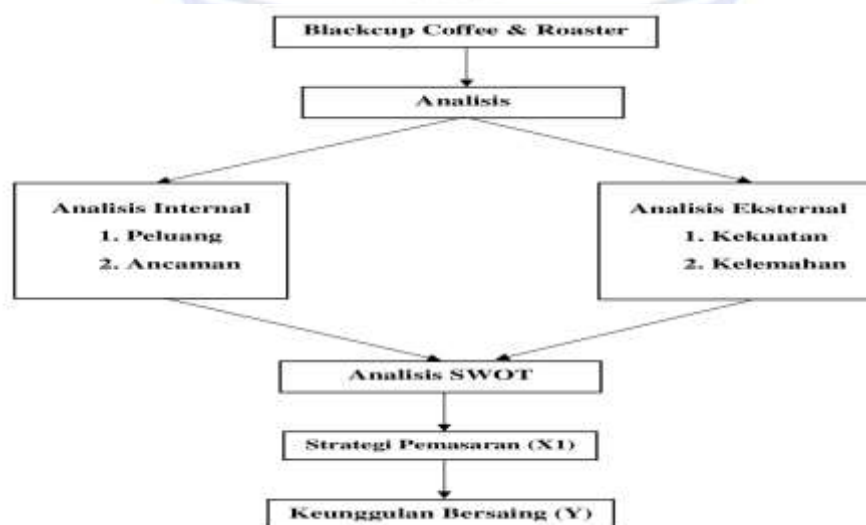 Blackcup Coffee & Roaster
Analisis
Analisis Internal
1. Peluang
2. Ancaman
Analisis Eksternal
1. Kekuatan
2. Kelemahan
Analisis SWOT
Strategi Pemasaran (X1)
Keunggulan Bersaing (Y)